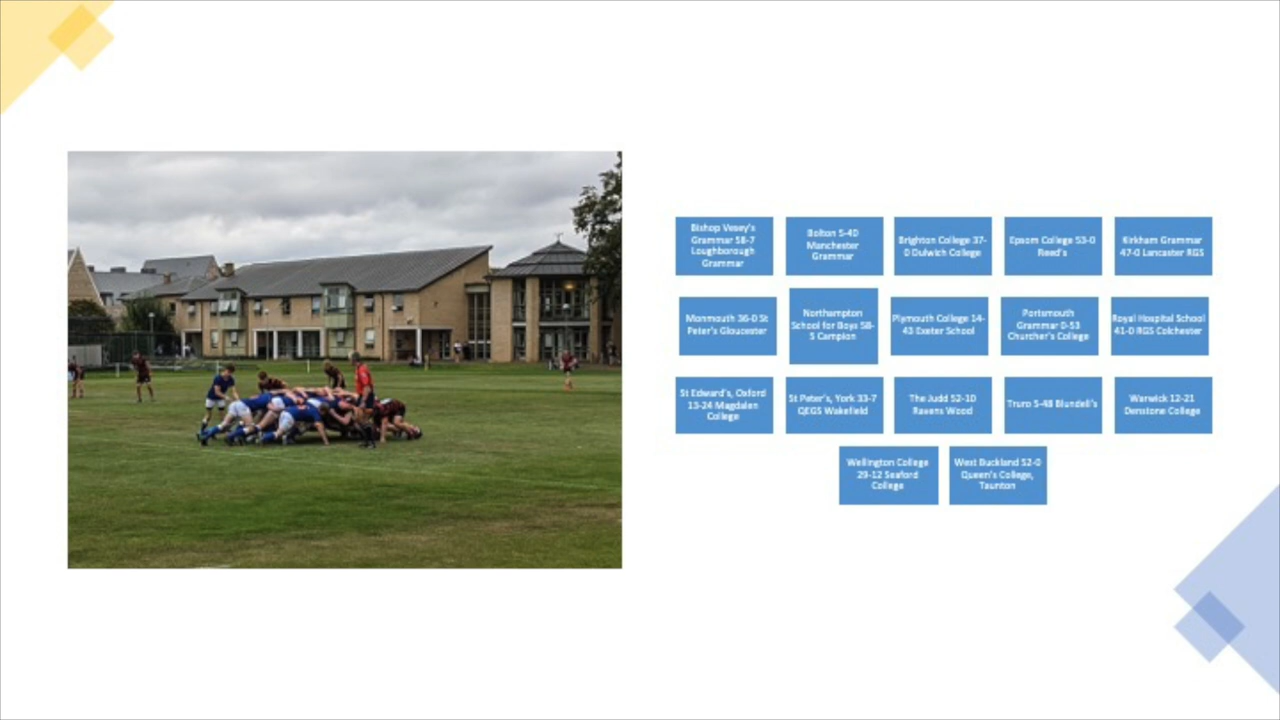 Bishop Vesey's
Grammar 58-7
Loughborough
Grammar
Bolton 5-40
Manchester
Grammar
Brighton College 37-
0 Dulwich College
Epsom College 53-0
Reed's
Kirkham Grammar
47-0 Lancaster RGS
Monmouth 36-0 St
Peter's Gloucester
Northampton
School for Boys 58-
5 Campion
Plymouth College 14-
43 Exeter School
Portsmouth
Grammar 0-53
Churcher's College
Royal Hospital School
41-0 RGS Colchester
St Edward's, Oxford
13-24 Magdalen
College
St Peter's, York 33-7
QEGS Wakefield
The Judd 52-10
Ravens Wood
Truro 5-48 Blundell's
Warwick 12-21
Denstone College
Wellington College
29-12 Seaford
College
West Buckland 52-0
Queen's College,
Taunton